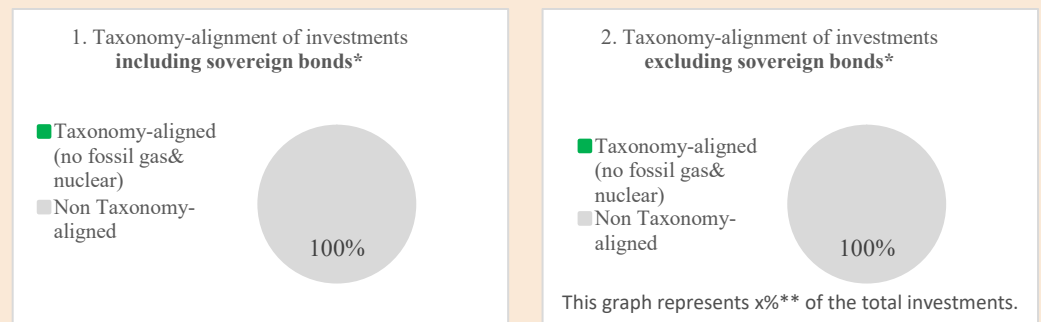 1. Taxonomy-alignment of investments
including sovereign bonds*
Taxonomy-aligned
(no fossil gas&
nuclear)
Non Taxonomy-
aligned
100%
2. Taxonomy-alignment of investments
excluding sovereign bonds*
Taxonomy-aligned
(no fossil gas&
nuclear)
Non Taxonomy-
aligned
100%
This graph represents x%** of the total investments.